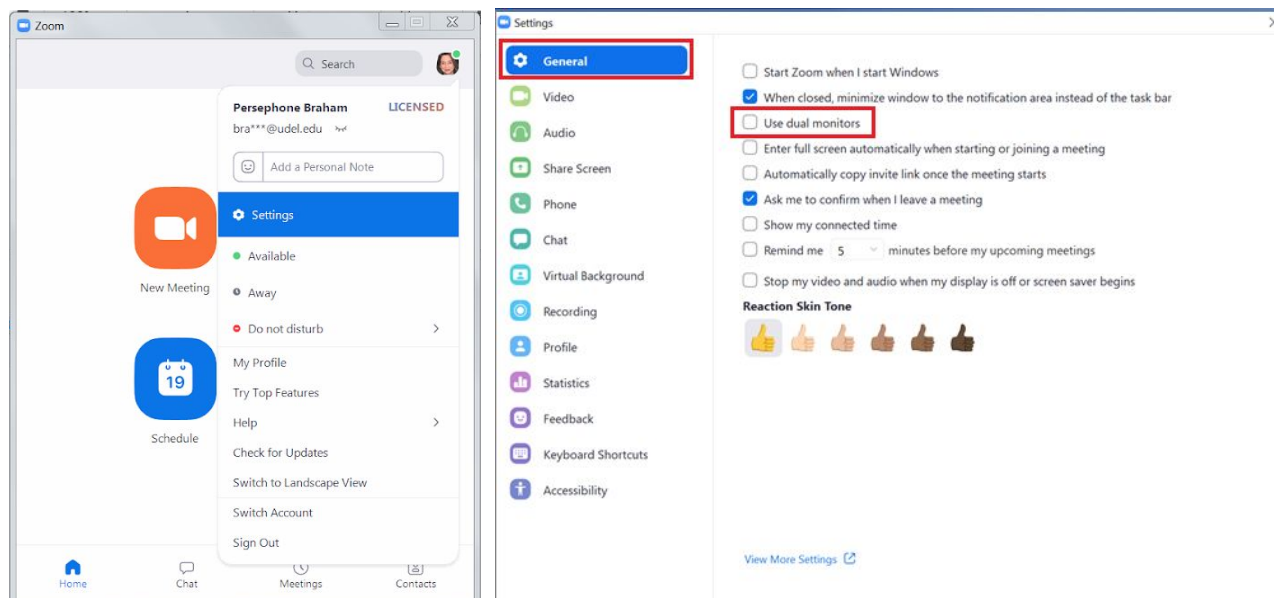 Zoom
Search
Persephone Braham LICENSED
bra***@udel.edu
Add a Personal Note
Settings
Available
Away
Do not disturb
My Profile
Try Top Features
Help
Check for Updates
Switch to Landscape View
Switch Account
Sign Out
New Meeting
19
Schedule
Home
Chat
Meetings
Contacts
Settings
General
Video
Audio
Share Screen
Phone
Chat
Virtual Background
Recording
Profile
Statistics
Feedback
Keyboard Shortcuts
Accessibility
Start Zoom when I start Windows
When closed, minimize window to the notification area instead of the task bar
Use dual monitors
Enter full screen automatically when starting or joining a meeting
Automatically copy invite link once the meeting starts
Ask me to confirm when I leave a meeting
Show my connected time
Remind me 5 minutes before my upcoming meetings
Stop my video and audio when my display is off or screen saver begins
Reaction Skin Tone
View More Settings